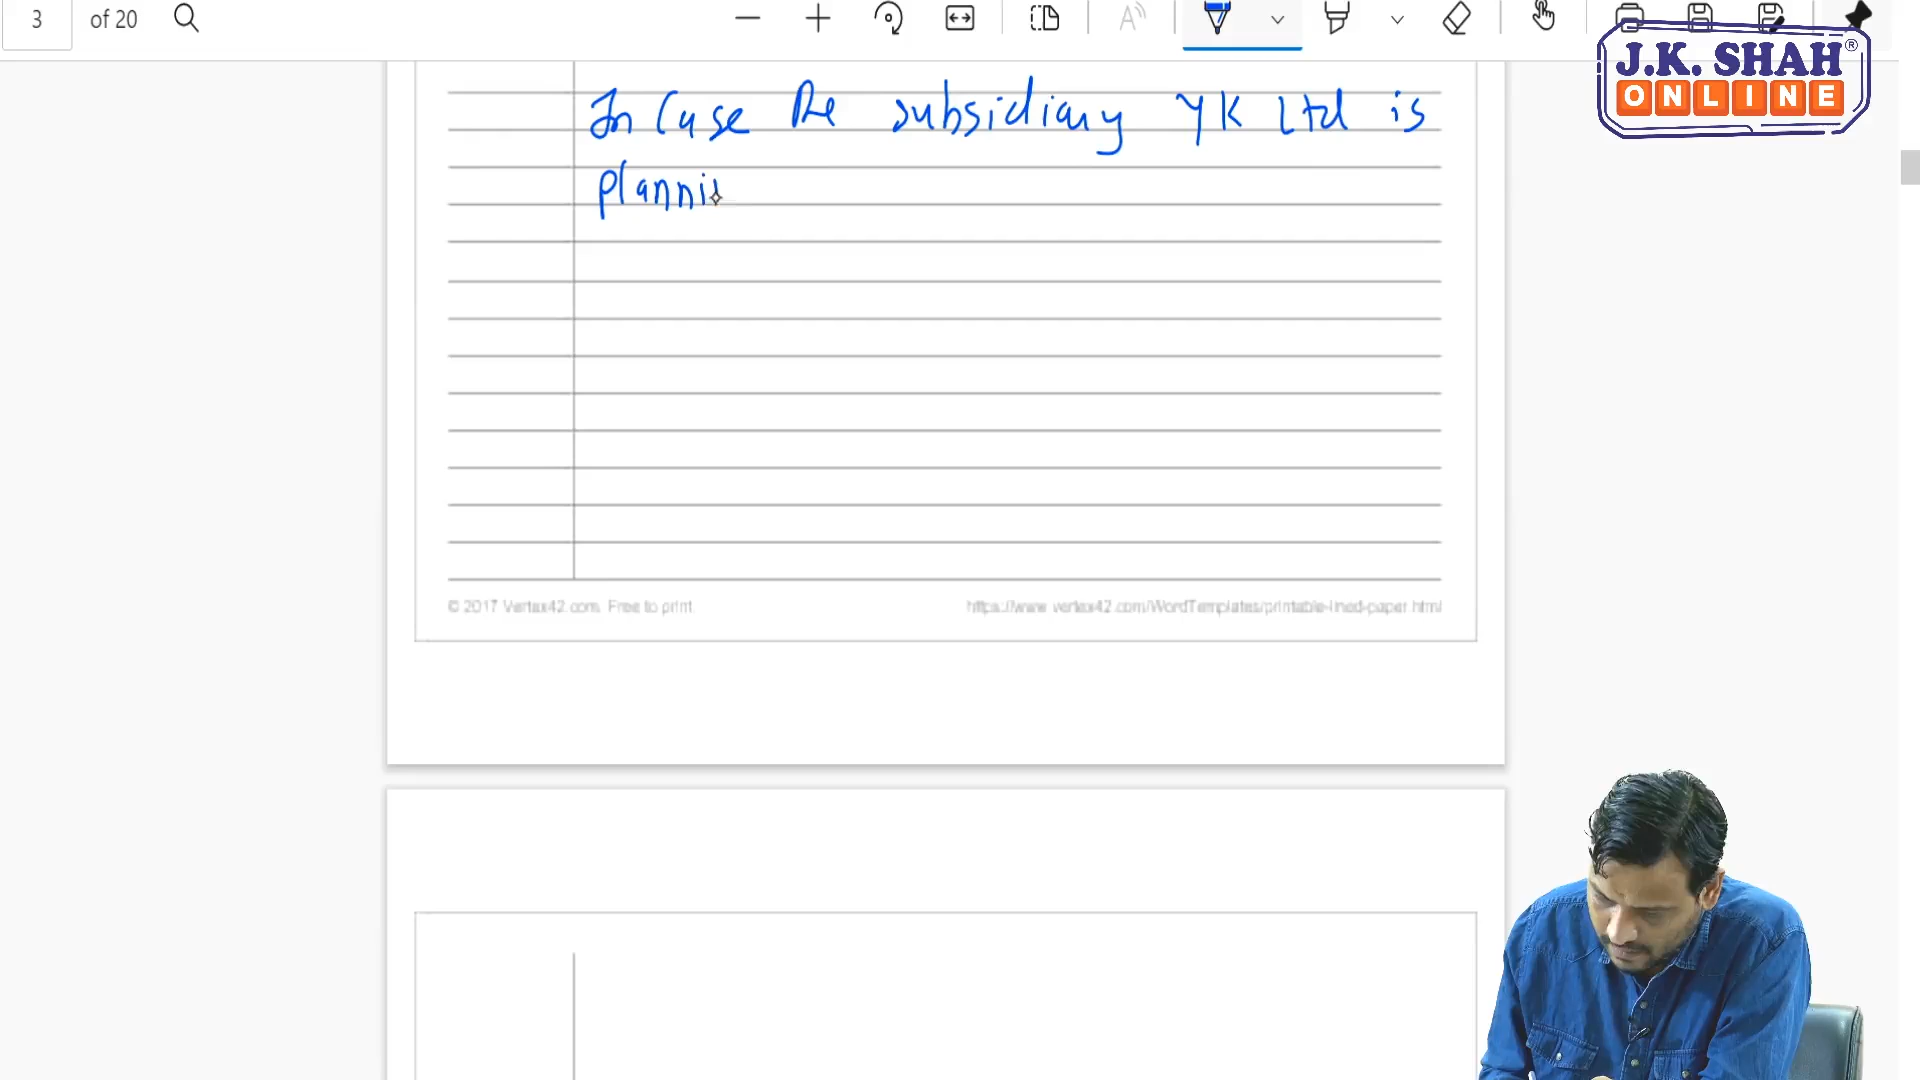 3 of 20
J.K. SHAH®
ONLINE
In Case the subsidiary YK Ltd is
planni
© 2017 Vertex42.com. Free to print
https://www.vertex42.com/WordTemplates/printable-lined-paper.html